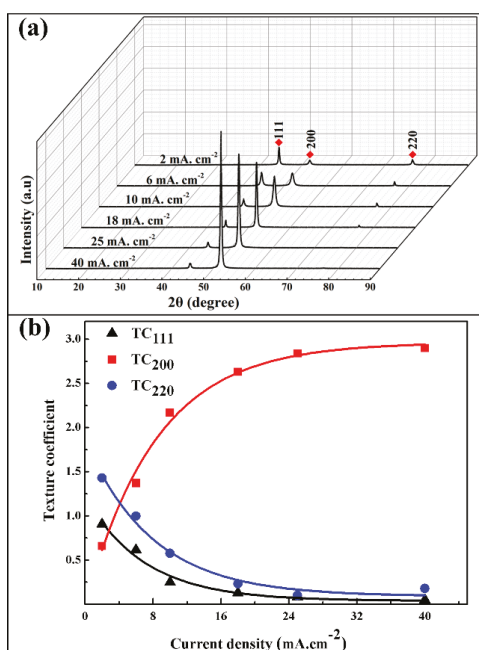 (a)
111
200
220
2 mA. cm-2
6 mA. cm-2
10 mA. cm-2
18 mA. cm-2
25 mA. cm-2
40 mA. cm-2
Intensity (a.u)
10 20 30 40 50 60 70 80 90
2θ (degree)
(b)
TC111
TC200
TC220
3.0
2.5
2.0
1.5
1.0
0.5
Texture coefficient
0 8 16 24 32 40
Current density (mA.cm-2)